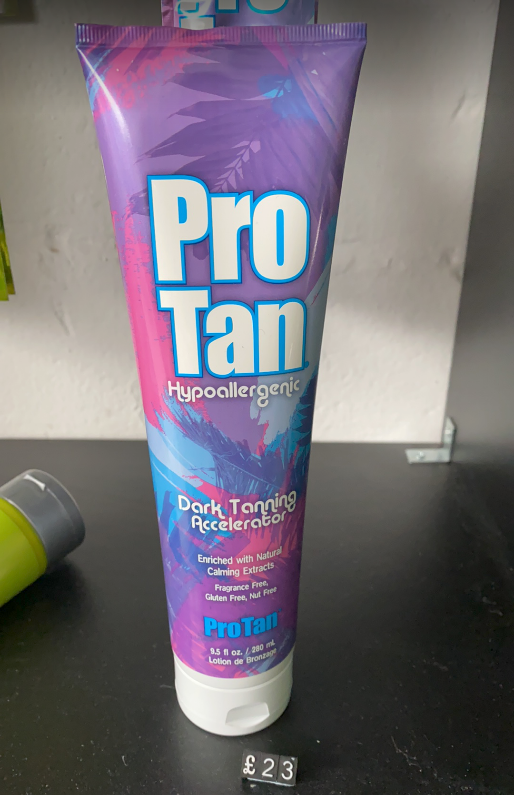 Pro
Tan
Hypoallergenic
Dark Tanning
Accelerator
Enriched with Natural
Calming Extracts
Fragrance Free,
Gluten Free, Nut Free
ProTan
9.5 fl oz. / 280 mL
Lotion de Bronzage
£23